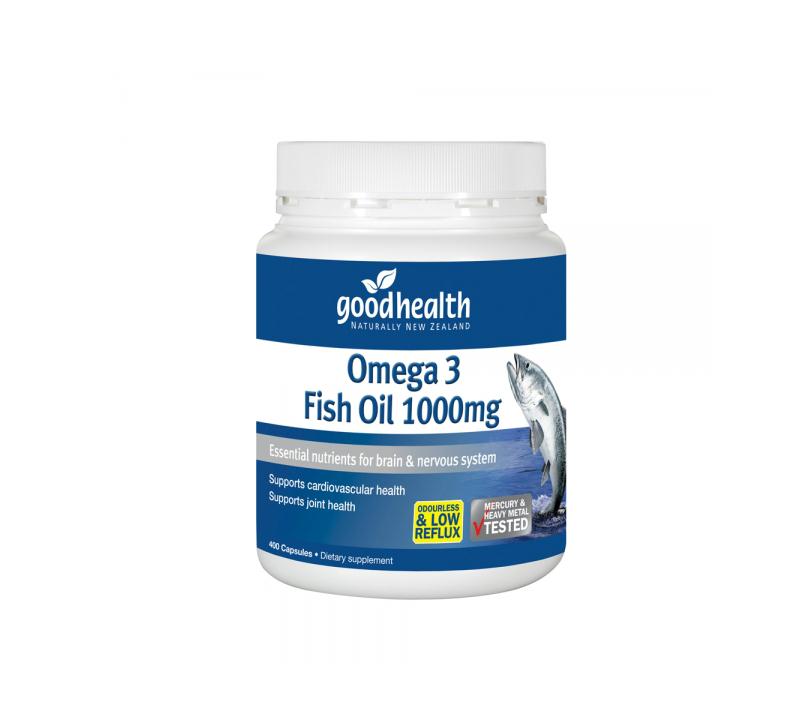 goodhealth
NATURALLY NEW ZEALAND
Omega 3
Fish Oil 1000mg
Essential nutrients for brain & nervous system
Supports cardiovascular health
Supports joint health
ODOURLESS
& LOW
REFLUX
MERCURY &
HEAVY METAL
TESTED
400 Capsules • Dietary supplement